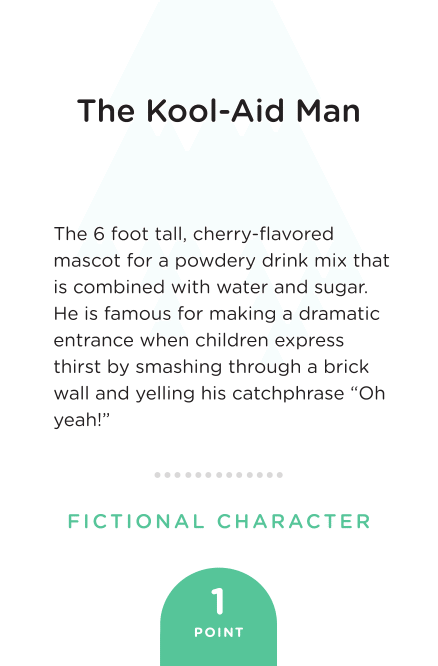 The Kool-Aid Man
The 6 foot tall, cherry-flavored
mascot for a powdery drink mix that
is combined with water and sugar.
He is famous for making a dramatic
entrance when children express
thirst by smashing through a brick
wall and yelling his catchphrase “Oh
yeah!”
FICTIONAL CHARACTER
1
POINT